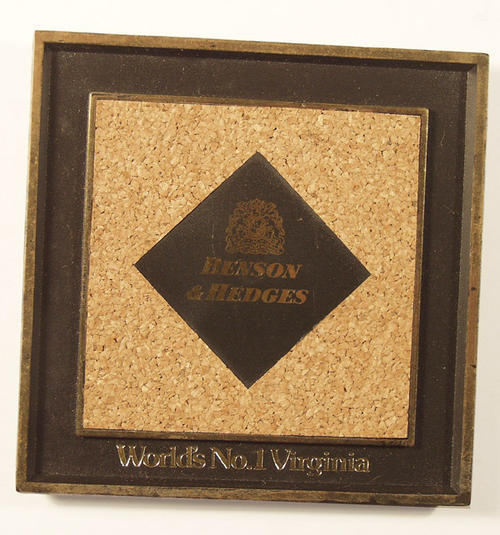 BENSON
& HEDGES
World's No.1 Virginia